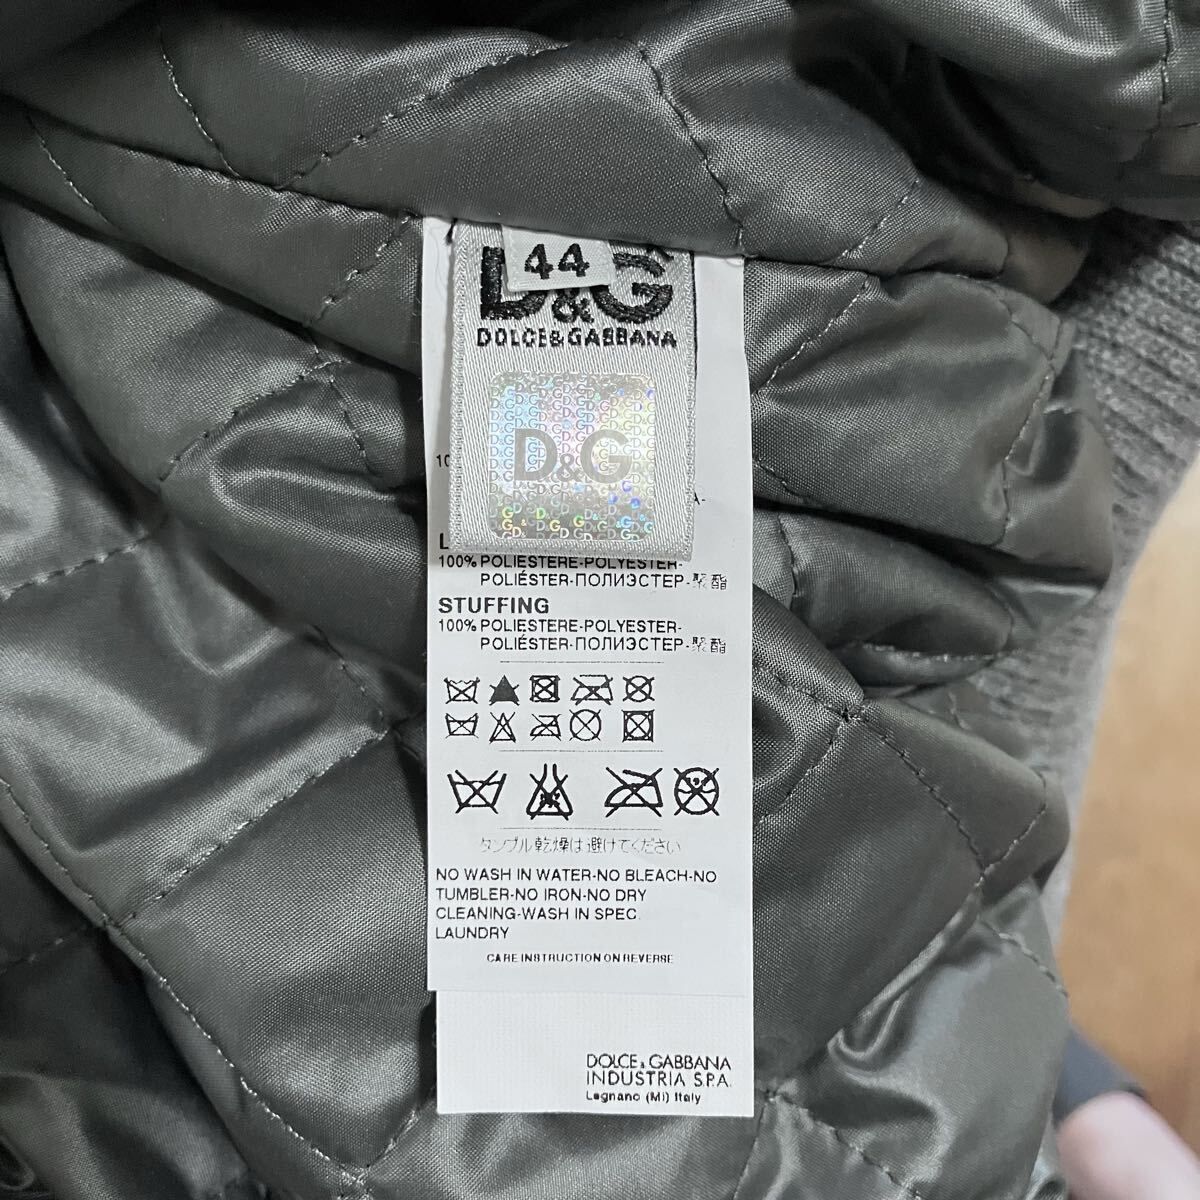 44
D&G
DOLCE&GABBANA
D&G
100% POLIESTERE-POLYESTER-
POLIÉSTER-ПОЛИЭСТЕР-聚酯
STUFFING
100% POLIESTERE-POLYESTER-
POLIÉSTER-ПОЛИЭСТЕР-聚酯
タンブル乾燥は避けてください
NO WASH IN WATER-NO BLEACH-NO
TUMBLER-NO IRON-NO DRY
CLEANING-WASH IN SPEC.
LAUNDRY
CARE INSTRUCTION ON REVERSE
DOLCE & GABBANA
INDUSTRIA S.P.A.
Legnano (Mi) Italy